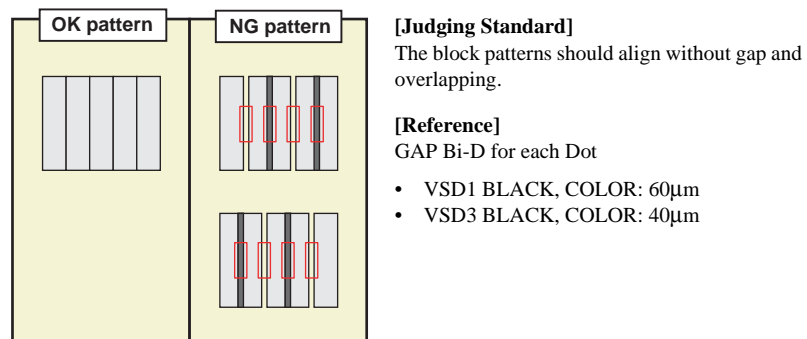 OK pattern
NG pattern
[Judging Standard]
The block patterns should align without gap and
overlapping.
[Reference]
GAP Bi-D for each Dot
• VSD1 BLACK, COLOR: 60μm
• VSD3 BLACK, COLOR: 40μm